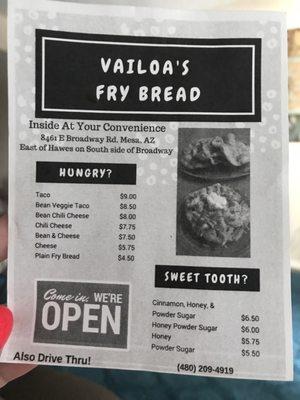 VAILOA'S
FRY BREAD
Inside At Your Convenience
8461 E Broadway Rd. Mesa, AZ
East of Hawes on South side of Broadway
HUNGRY?
Taco $9.00
Bean Veggie Taco $8.50
Bean Chili Cheese $8.00
Chili Cheese $7.75
Bean & Cheese $7.50
Cheese $5.75
Plain Fry Bread $4.50
Come in, WE'RE
OPEN
Also Drive Thru!
SWEET TOOTH?
Cinnamon, Honey, &
Powder Sugar $6.50
Honey Powder Sugar $6.00
Honey $5.75
Powder Sugar $5.50
(480) 209-4919